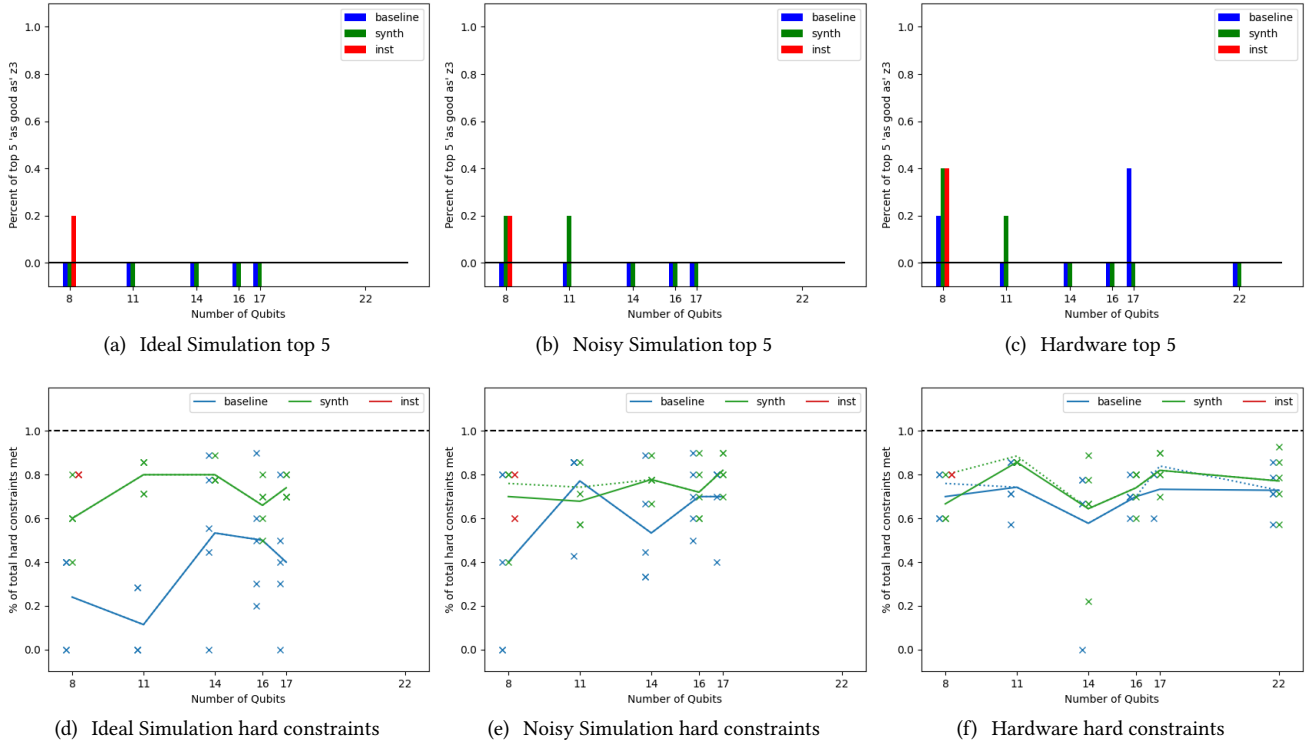 Percent of top 5 'as good as' z3
1.0
0.8
0.6
0.4
0.2
0.0
baseline
synth
inst
8
11
14
16
17
22
Number of Qubits
(a) Ideal Simulation top 5
Percent of top 5 'as good as' z3
1.0
0.8
0.6
0.4
0.2
0.0
baseline
synth
inst
8
11
14
16
17
22
Number of Qubits
(b) Noisy Simulation top 5
Percent of top 5 'as good as' z3
1.0
0.8
0.6
0.4
0.2
0.0
baseline
synth
inst
8
11
14
16
17
22
Number of Qubits
(c) Hardware top 5
% of total hard constraints met
1.0
0.8
0.6
0.4
0.2
0.0
baseline
synth
inst
8
11
14
16
17
22
Number of Qubits
(d) Ideal Simulation hard constraints
% of total hard constraints met
1.0
0.8
0.6
0.4
0.2
0.0
baseline
synth
inst
8
11
14
16
17
22
Number of Qubits
(e) Noisy Simulation hard constraints
% of total hard constraints met
1.0
0.8
0.6
0.4
0.2
0.0
baseline
synth
inst
8
11
14
16
17
22
Number of Qubits
(f) Hardware hard constraints